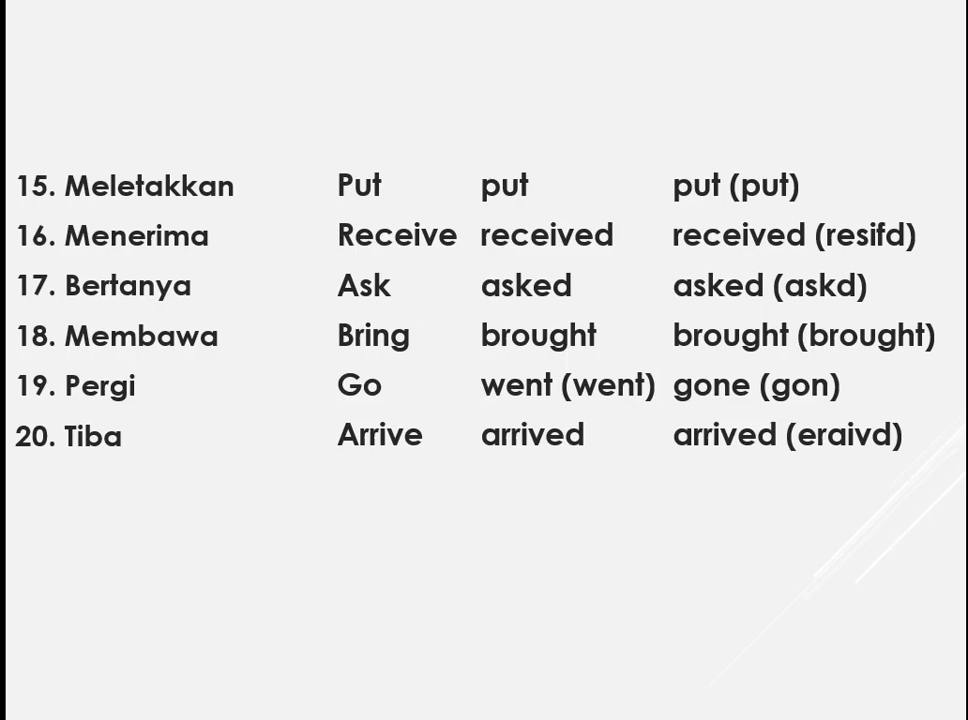 15. Meletakkan Put put put (put)
16. Menerima Receive received received (resifd)
17. Bertanya Ask asked asked (askd)
18. Membawa Bring brought brought (brought)
19. Pergi Go went (went) gone (gon)
20. Tiba Arrive arrived arrived (eraivd)